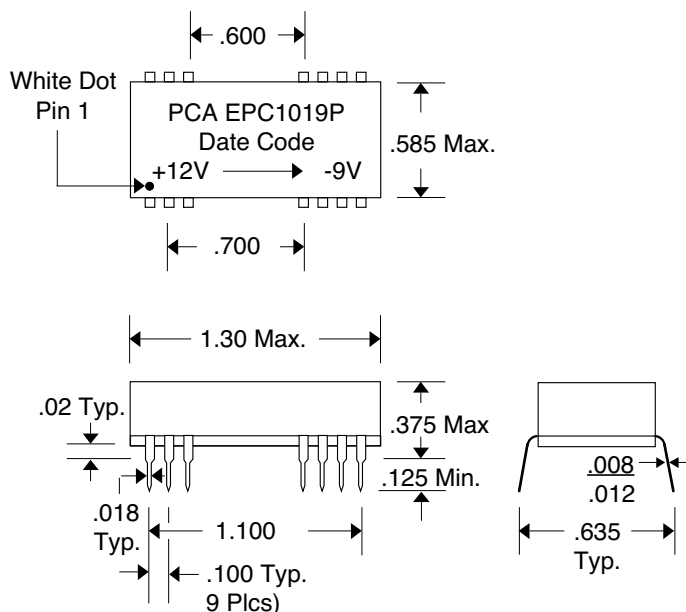 .600
White Dot
Pin 1
PCA EPC1019P
Date Code
+12V
-9V
.585 Max.
.700
1.30 Max.
.02 Typ.
.375 Max
.125 Min.
.018
Typ.
1.100
.100 Typ.
9 Plcs)
.008
.012
.635
Typ.